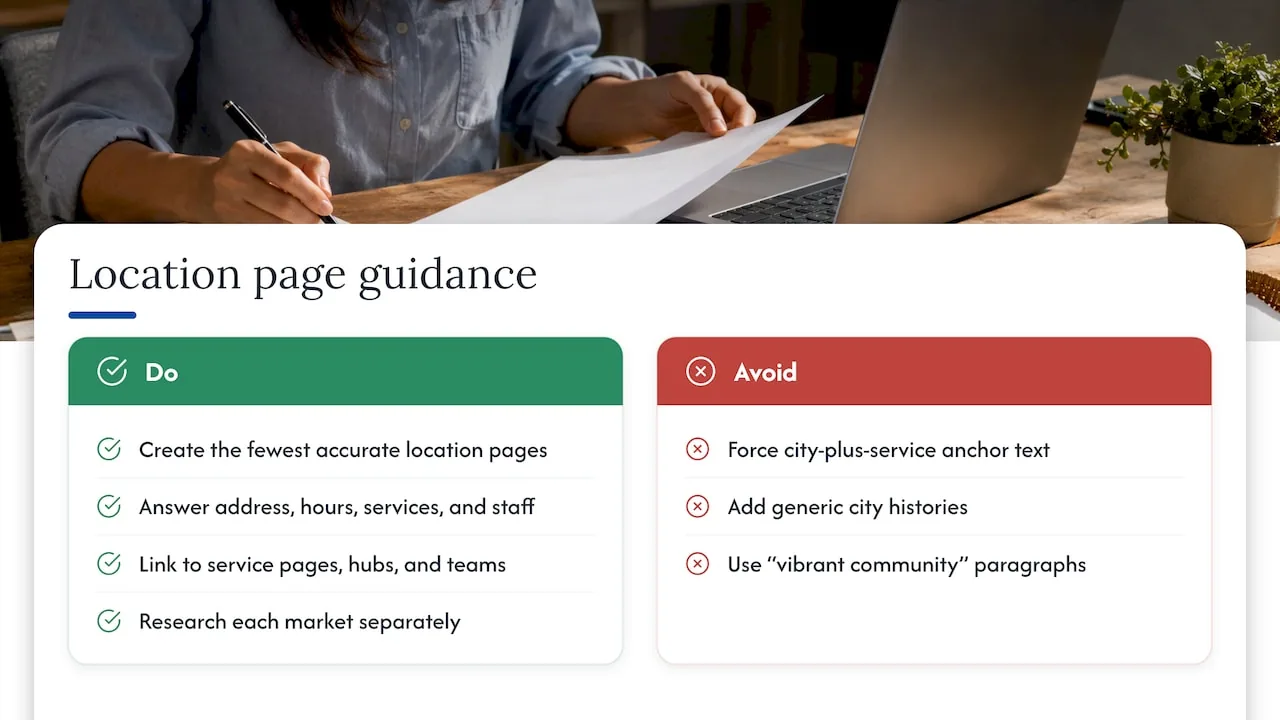 Location page guidance
Do
Create the fewest accurate location pages
Answer address, hours, services, and staff
Link to service pages, hubs, and teams
Research each market separately
Avoid
Force city-plus-service anchor text
Add generic city histories
Use “vibrant community” paragraphs